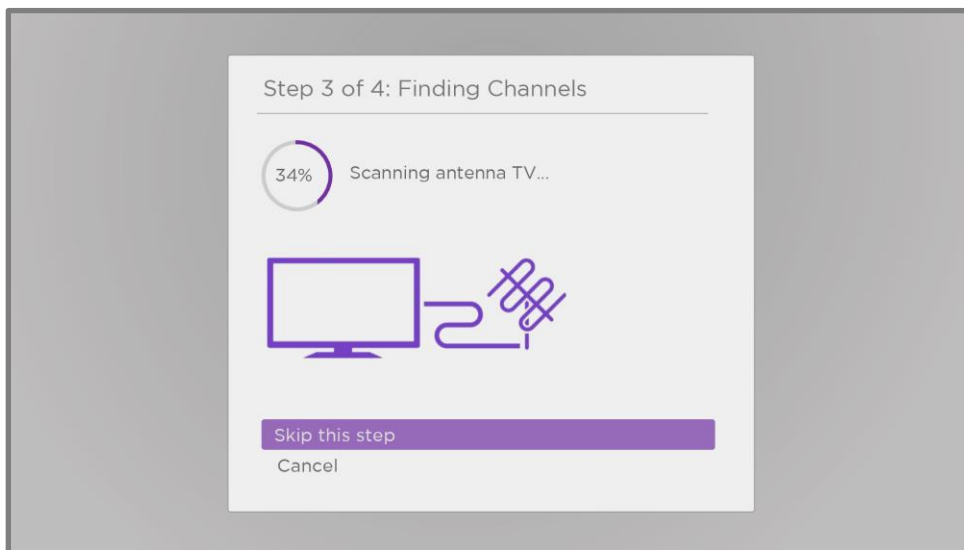 Step 3 of 4: Finding Channels
34%
Scanning antenna TV...
Skip this step
Cancel